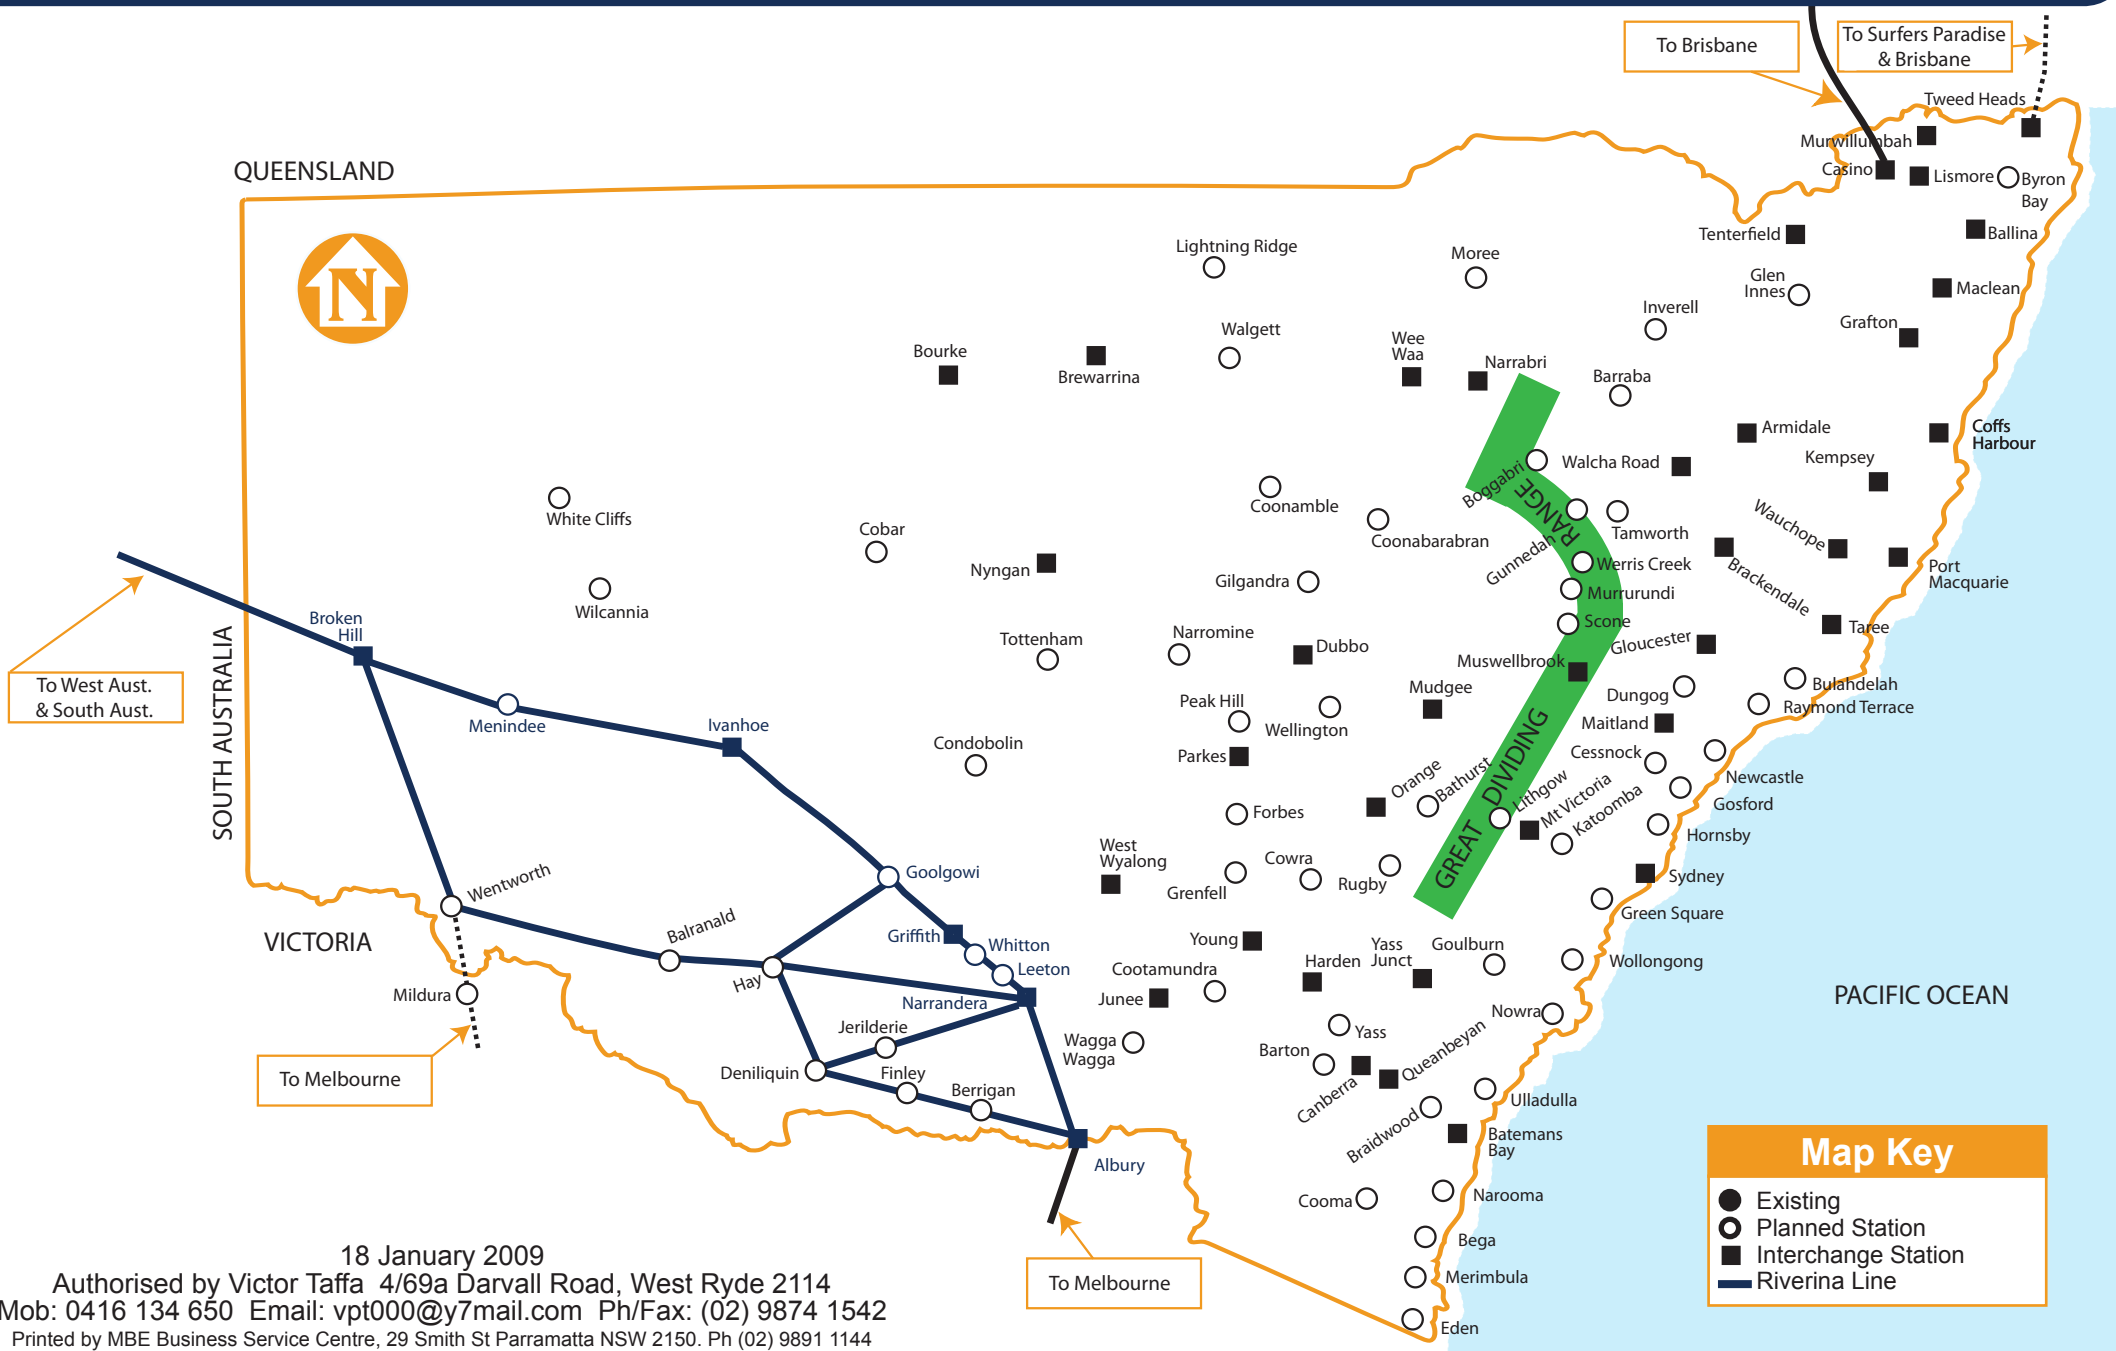 To Brisbane
To Surfers Paradise
& Brisbane
Tweed Heads
Murwillumbah
Casino
Lismore
Byron
Bay
QUEENSLAND
N
Tenterfield
Ballina
Lightning Ridge
Moree
Glen
Innes
Maclean
Inverell
Grafton
Walgett
Wee
Waa
Narrabri
Bourke
Brewarrina
Barraba
Armidale
Coffs
Harbour
Kempsey
Walcha Road
Boggabri
RANGE
White Cliffs
Coonamble
Cobar
Coonabarabran
Gunnedah
Tamworth
Wauchope
Nyngan
Gilgandra
Werris Creek
Brackendale
Port
Macquarie
Murrurundi
Wilcannia
Broken
Hill
Scone
Taree
Tottenham
Narromine
Dubbo
Gloucester
Muswellbrook
SOUTH AUSTRALIA
To West Aust.
& South Aust.
Mudgee
Dungog
Bulahdelah
Raymond Terrace
Menindee
Ivanhoe
Peak Hill
Wellington
Maitland
Condobolin
Parkes
DIVIDING
Cessnock
Newcastle
Orange
Bathurst
Lithgow
Mt Victoria
Katoomba
Gosford
Forbes
Hornsby
GREAT
West
Wyalong
Cowra
Rugby
Grenfell
Sydney
Goolgowi
Wentworth
Green Square
Balranald
VICTORIA
Griffith
Whitton
Leeton
Young
Yass
Junct
Goulburn
Harden
Wollongong
Hay
Cootamundra
Junee
Mildura
Narrandera
PACIFIC OCEAN
Nowra
Jerilderie
Wagga
Wagga
Yass
Barton
Queanbeyan
Canberra
To Melbourne
Deniliquin
Finley
Berrigan
Ulladulla
Braidwood
Batemans
Bay
Albury
Cooma
Narooma
Bega
Merimbula
Eden
To Melbourne
Map Key
Existing
Planned Station
Interchange Station
Riverina Line
18 January 2009
Authorised by Victor Taffa 4/69a Darvall Road, West Ryde 2114
Mob: 0416 134 650 Email: vpt000@y7mail.com Ph/Fax: (02) 9874 1542
Printed by MBE Business Service Centre, 29 Smith St Parramatta NSW 2150. Ph (02) 9891 1144